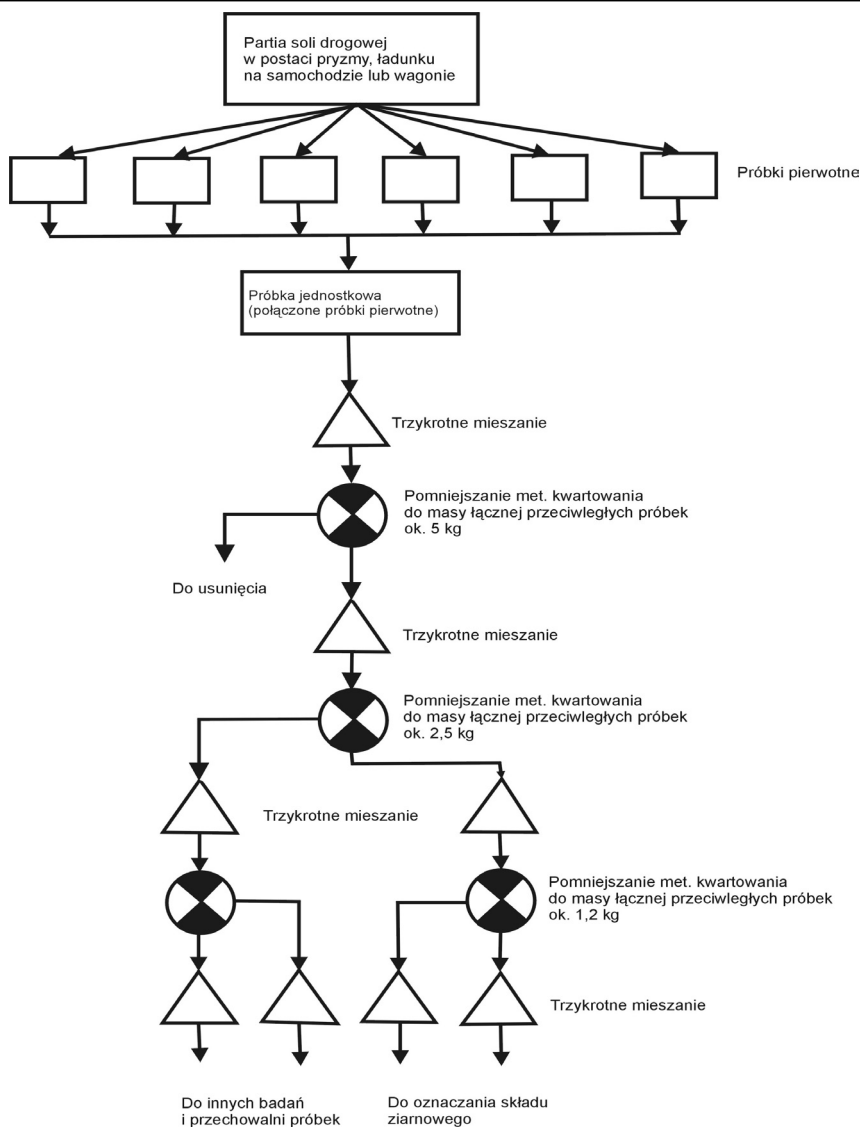 Partia soli drogowej
w postaci pryzmy, ładunku
na samochodzie lub wagonie
Próbki pierwotne
Próbka jednostkowa
(połączone próbki pierwotne)
Trzykrotne mieszanie
Pomniejszanie met. kwartowania
do masy łącznej przeciwległych próbek
ok. 5 kg
Do usunięcia
Trzykrotne mieszanie
Pomniejszanie met. kwartowania
do masy łącznej przeciwległych próbek
ok. 2,5 kg
Trzykrotne mieszanie
Pomniejszanie met. kwartowania
do masy łącznej przeciwległych próbek
ok. 1,2 kg
Trzykrotne mieszanie
Do innych badań
i przechowalni próbek
Do oznaczania składu
ziarnowego